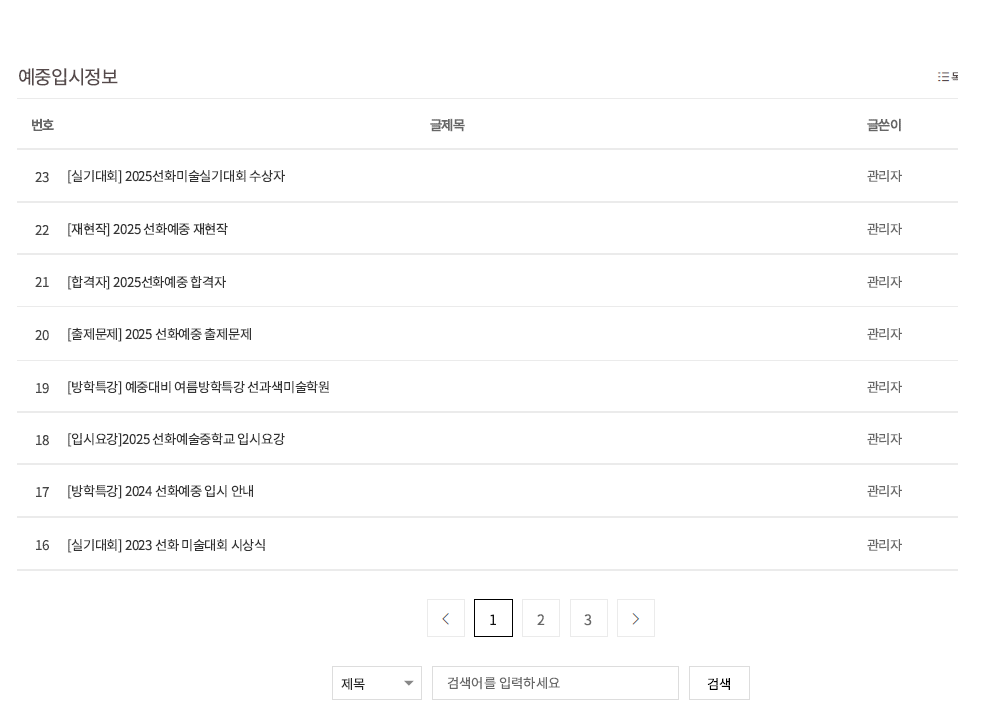 예중입시정보
번호 글제목 글쓴이
23 [실기대회] 2025선화미술실기대회 수상자 관리자
22 [재현작] 2025 선화예중 재현작 관리자
21 [합격자] 2025선화예중 합격자 관리자
20 [출제문제] 2025 선화예중 출제문제 관리자
19 [방학특강] 예중대비 여름방학특강 선과색미술학원 관리자
18 [입시요강]2025 선화예술중학교 입시요강 관리자
17 [방학특강] 2024 선화예중 입시 안내 관리자
16 [실기대회] 2023 선화 미술대회 시상식 관리자
1 2 3
제목 검색어를 입력하세요 검색